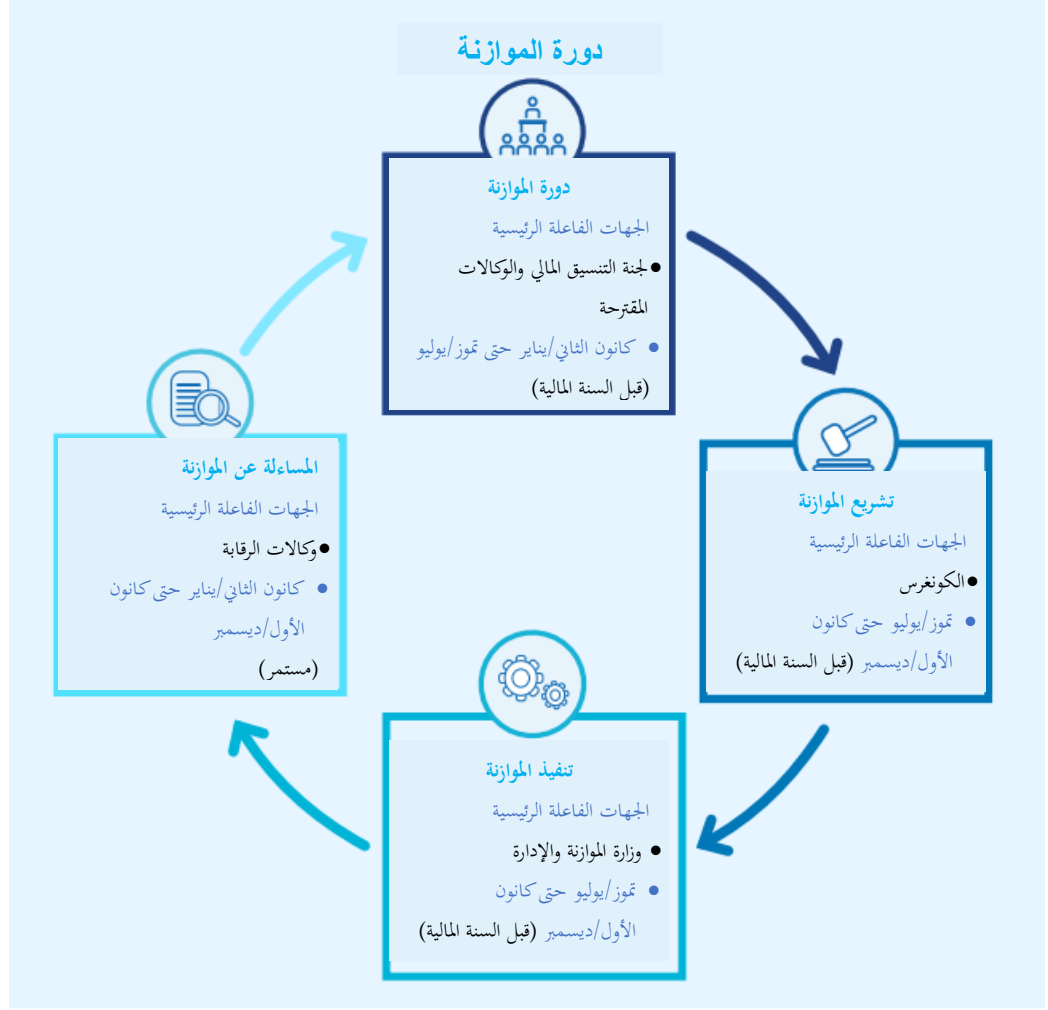 دورة الموازنة
دورة الموازنة
الجهات الفاعلة الرئيسية
● لجنة التنسيق المالي والوكالات
المقترحة
● كانون الثاني/يناير حتى تموز/يوليو
(قبل السنة المالية)
تشريع الموازنة
الجهات الفاعلة الرئيسية
● الكونغرس
● تموز/يوليو حتى كانون
الأول/ديسمبر (قبل السنة المالية)
تنفيذ الموازنة
الجهات الفاعلة الرئيسية
● وزارة الموازنة والإدارة
● تموز/يوليو حتى كانون
الأول/ديسمبر (قبل السنة المالية)
المساءلة عن الموازنة
الجهات الفاعلة الرئيسية
● وكالات الرقابة
● كانون الثاني/يناير حتى كانون
الأول/ديسمبر
(مستمر)